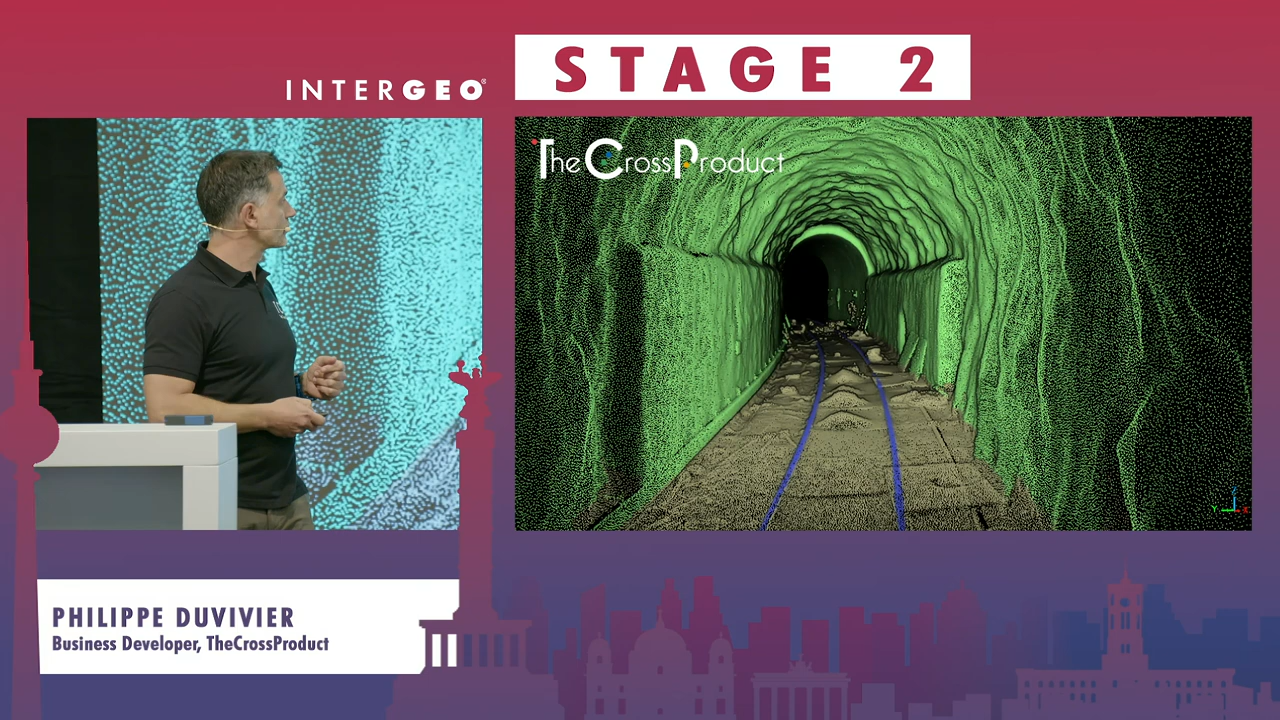 INTERGEO®
STAGE 2
TheCrossProduct
Y
PHILIPPE DUVIVIER
Business Developer, TheCrossProduct